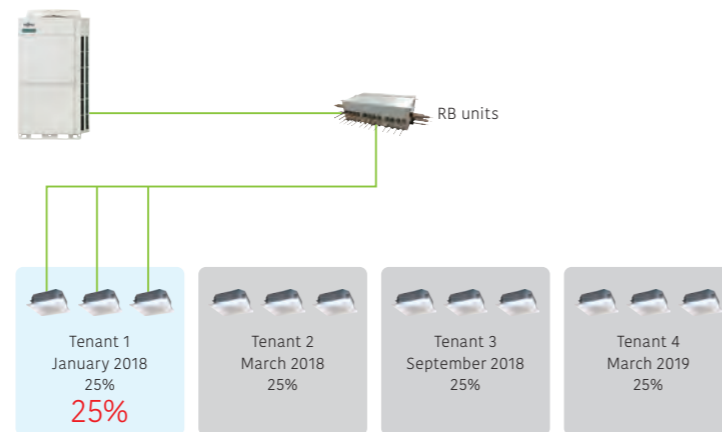 RB units
Tenant 1
January 2018
25%
25%
Tenant 2
March 2018
25%
Tenant 3
September 2018
25%
Tenant 4
March 2019
25%